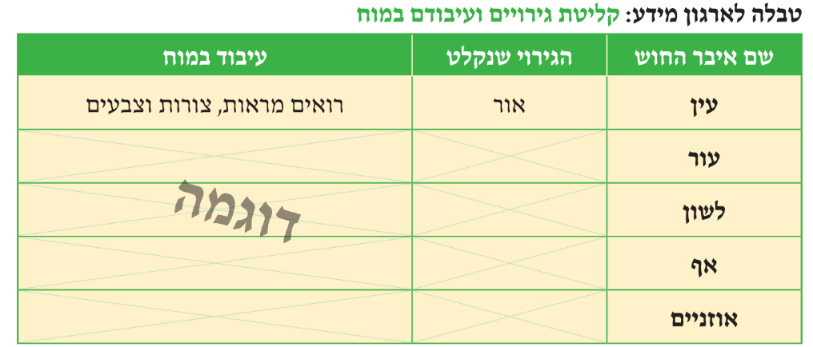 טבלה לארגון מידע: קליטת גירויים ועיבודם במוח
שם איבר החוש הגירוי שנקלט עיבוד במוח
עין אור רואים מראות, צורות וצבעים
עור
לשון
דוגמה
אף
אוזניים